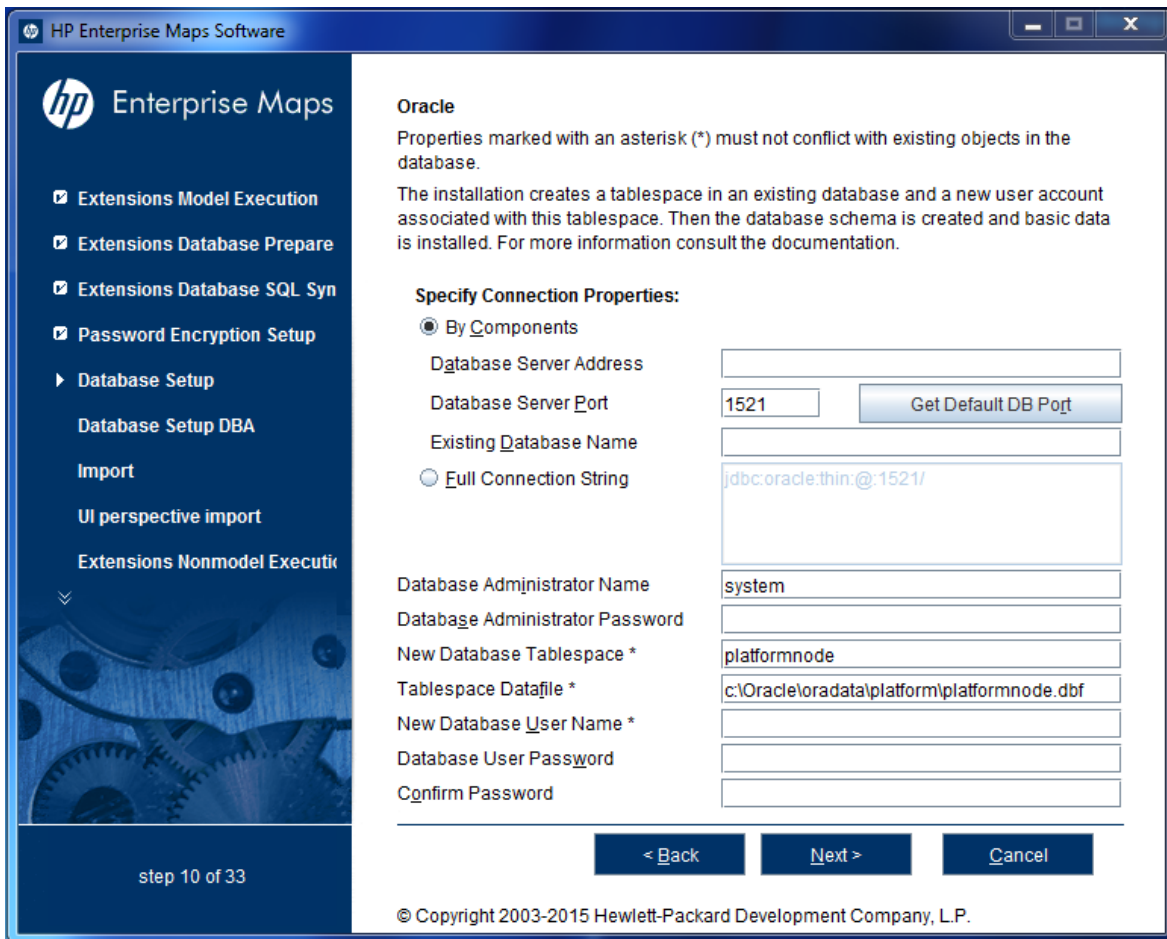 HP Enterprise Maps Software
hp Enterprise Maps
Extensions Model Execution
Extensions Database Prepare
Extensions Database SQL Syn
Password Encryption Setup
Database Setup
Database Setup DBA
Import
UI perspective import
Extensions Nonmodel Executi
step 10 of 33
Oracle
Properties marked with an asterisk (*) must not conflict with existing objects in the
database.
The installation creates a tablespace in an existing database and a new user account
associated with this tablespace. Then the database schema is created and basic data
is installed. For more information consult the documentation.
Specify Connection Properties:
By Components
Database Server Address
Database Server Port 1521 Get Default DB Port
Existing Database Name
Full Connection String jdbc:oracle:thin:@:1521/
Database Administrator Name system
Database Administrator Password
New Database Tablespace * platformnode
Tablespace Datafile * c:\Oracle\oradata\platform\platformnode.dbf
New Database User Name *
Database User Password
Confirm Password
< Back Next > Cancel
© Copyright 2003-2015 Hewlett-Packard Development Company, L.P.